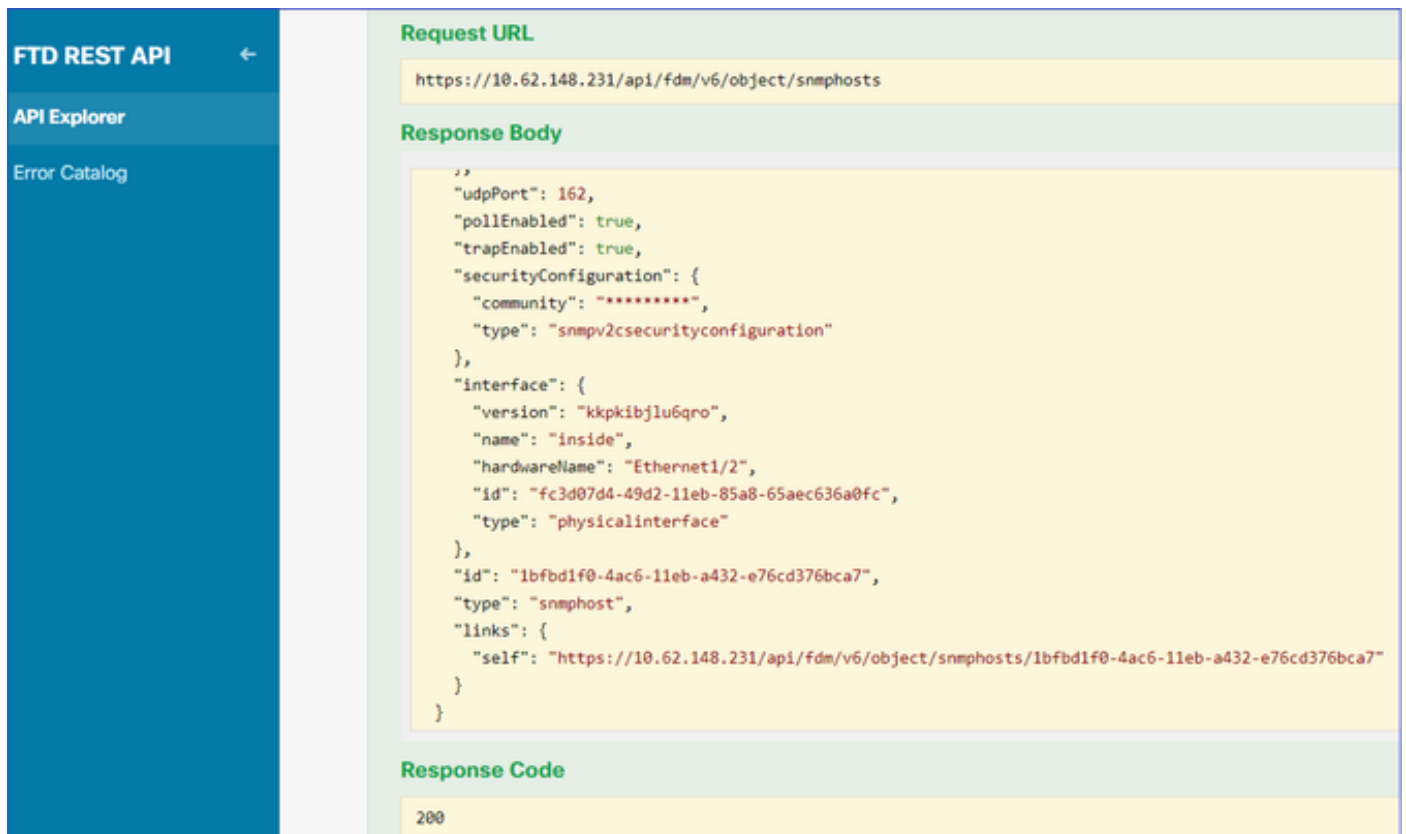 FTD REST API ←
API Explorer
Error Catalog
Request URL
https://10.62.148.231/api/fdm/v6/object/snmphosts
Response Body
},
"udpPort": 162,
"pollEnabled": true,
"trapEnabled": true,
"securityConfiguration": {
"community": "*********",
"type": "snmpv2csecurityconfiguration"
},
"interface": {
"version": "kkpkibjlu6qro",
"name": "inside",
"hardwareName": "Ethernet1/2",
"id": "fc3d07d4-49d2-11eb-85a8-65aec636a0fc",
"type": "physicalinterface"
},
"id": "1bfbd1f0-4ac6-11eb-a432-e76cd376bca7",
"type": "snmphost",
"links": {
"self": "https://10.62.148.231/api/fdm/v6/object/snmphosts/1bfbd1f0-4ac6-11eb-a432-e76cd376bca7"
}
}
Response Code
200